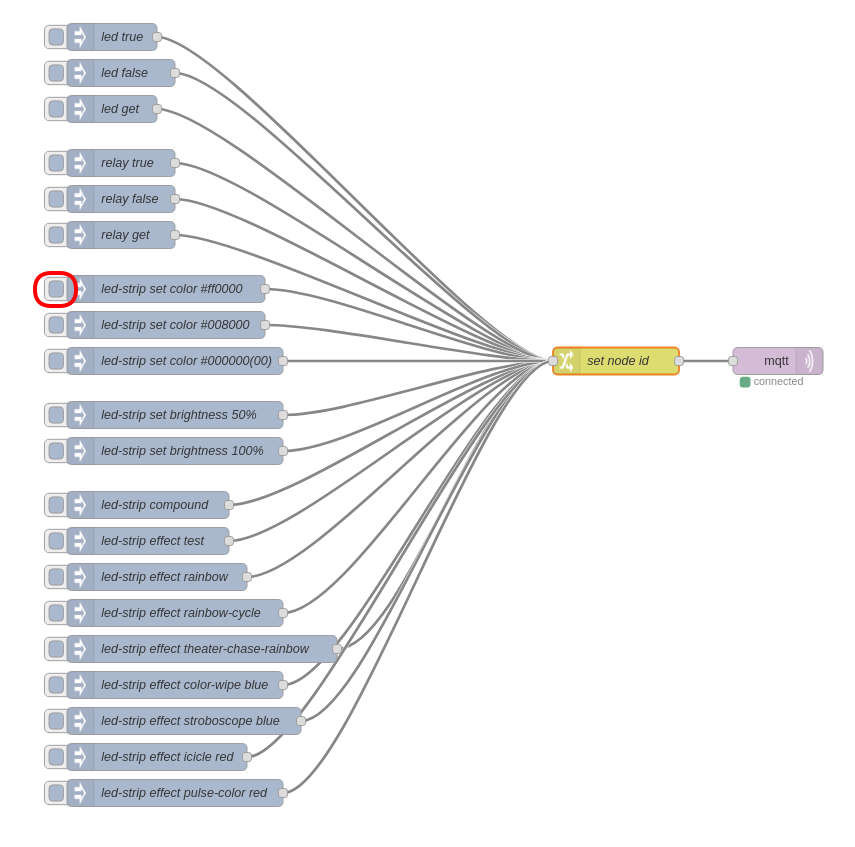 led true
led false
led get
relay true
relay false
relay get
led-strip set color #ff0000
led-strip set color #008000
led-strip set color #000000(00)
set node id
mqtt
connected
led-strip set brightness 50%
led-strip set brightness 100%
led-strip compound
led-strip effect test
led-strip effect rainbow
led-strip effect rainbow-cycle
led-strip effect theater-chase-rainbow
led-strip effect color-wipe blue
led-strip effect stroboscope blue
led-strip effect icicle red
led-strip effect pulse-color red